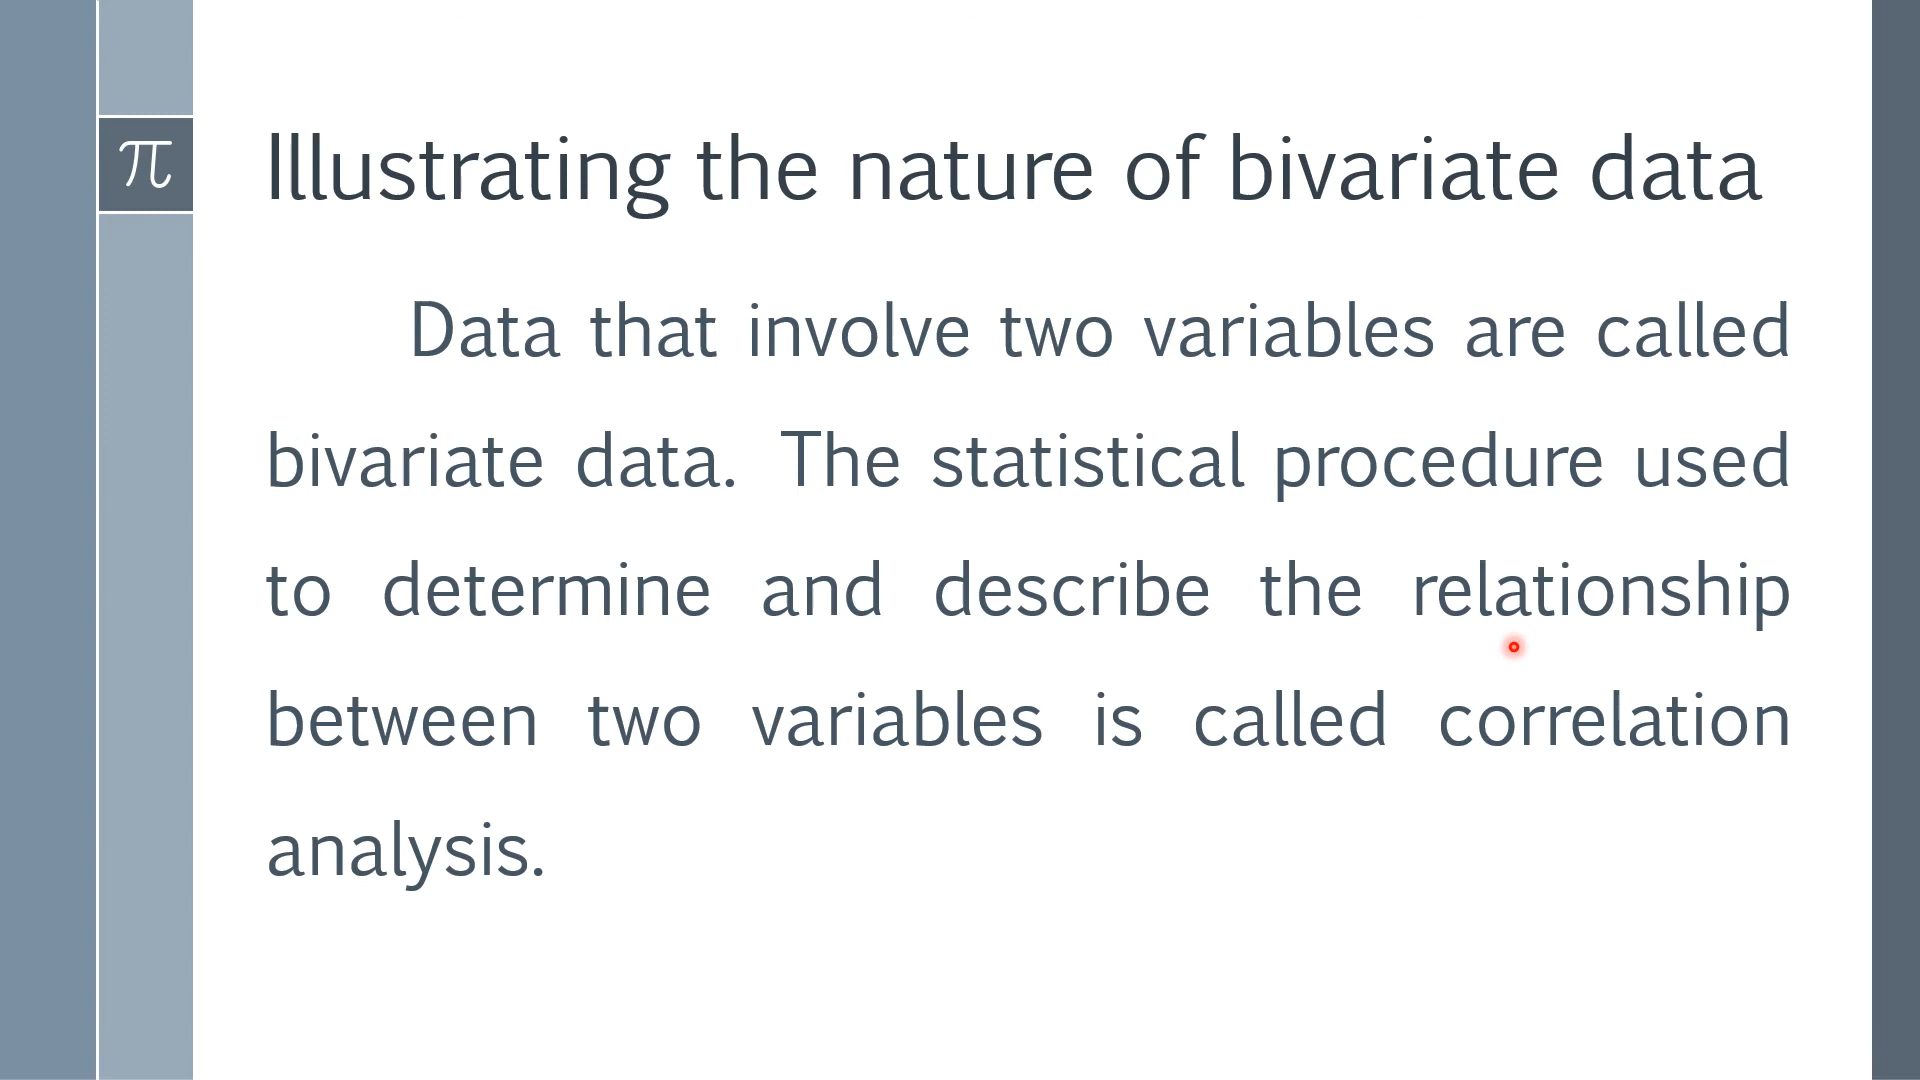 π
Illustrating the nature of bivariate data
Data that involve two variables are called
bivariate data. The statistical procedure used
to determine and describe the relationship
between two variables is called correlation
analysis.